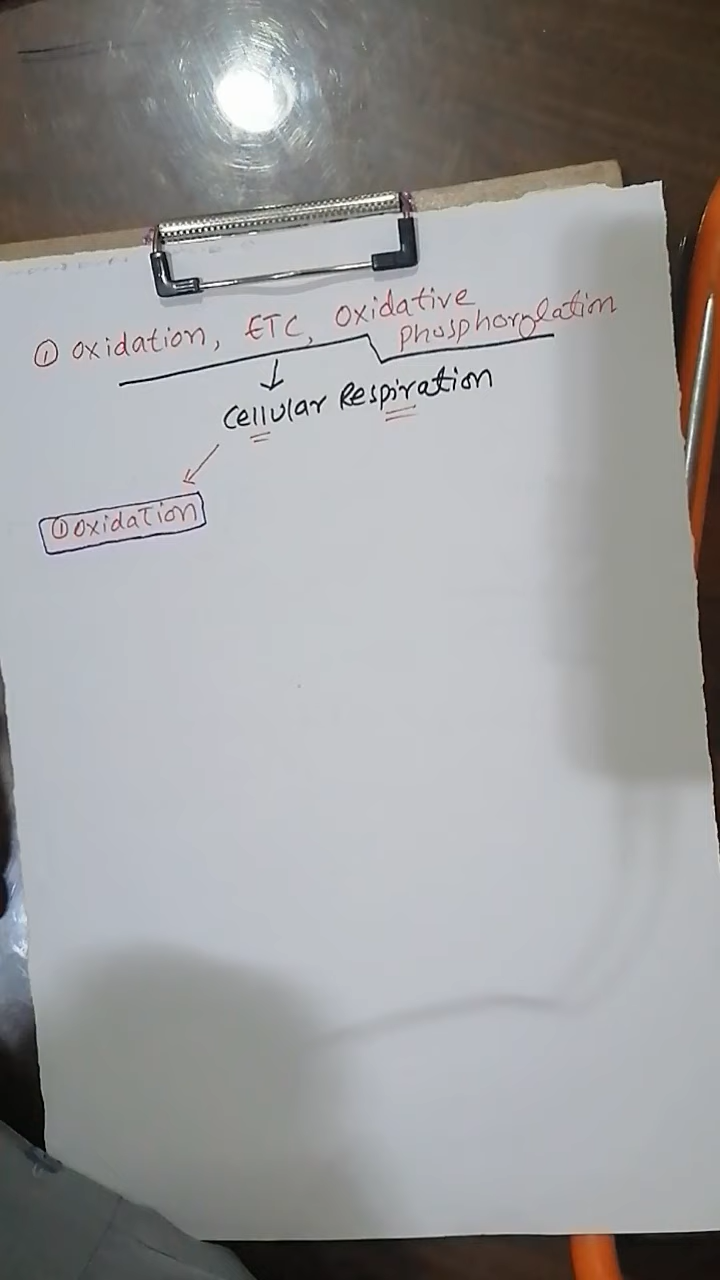 ① oxidation, ETC, oxidative
phosphorylation
↓
Cellular Respiration
① oxidation